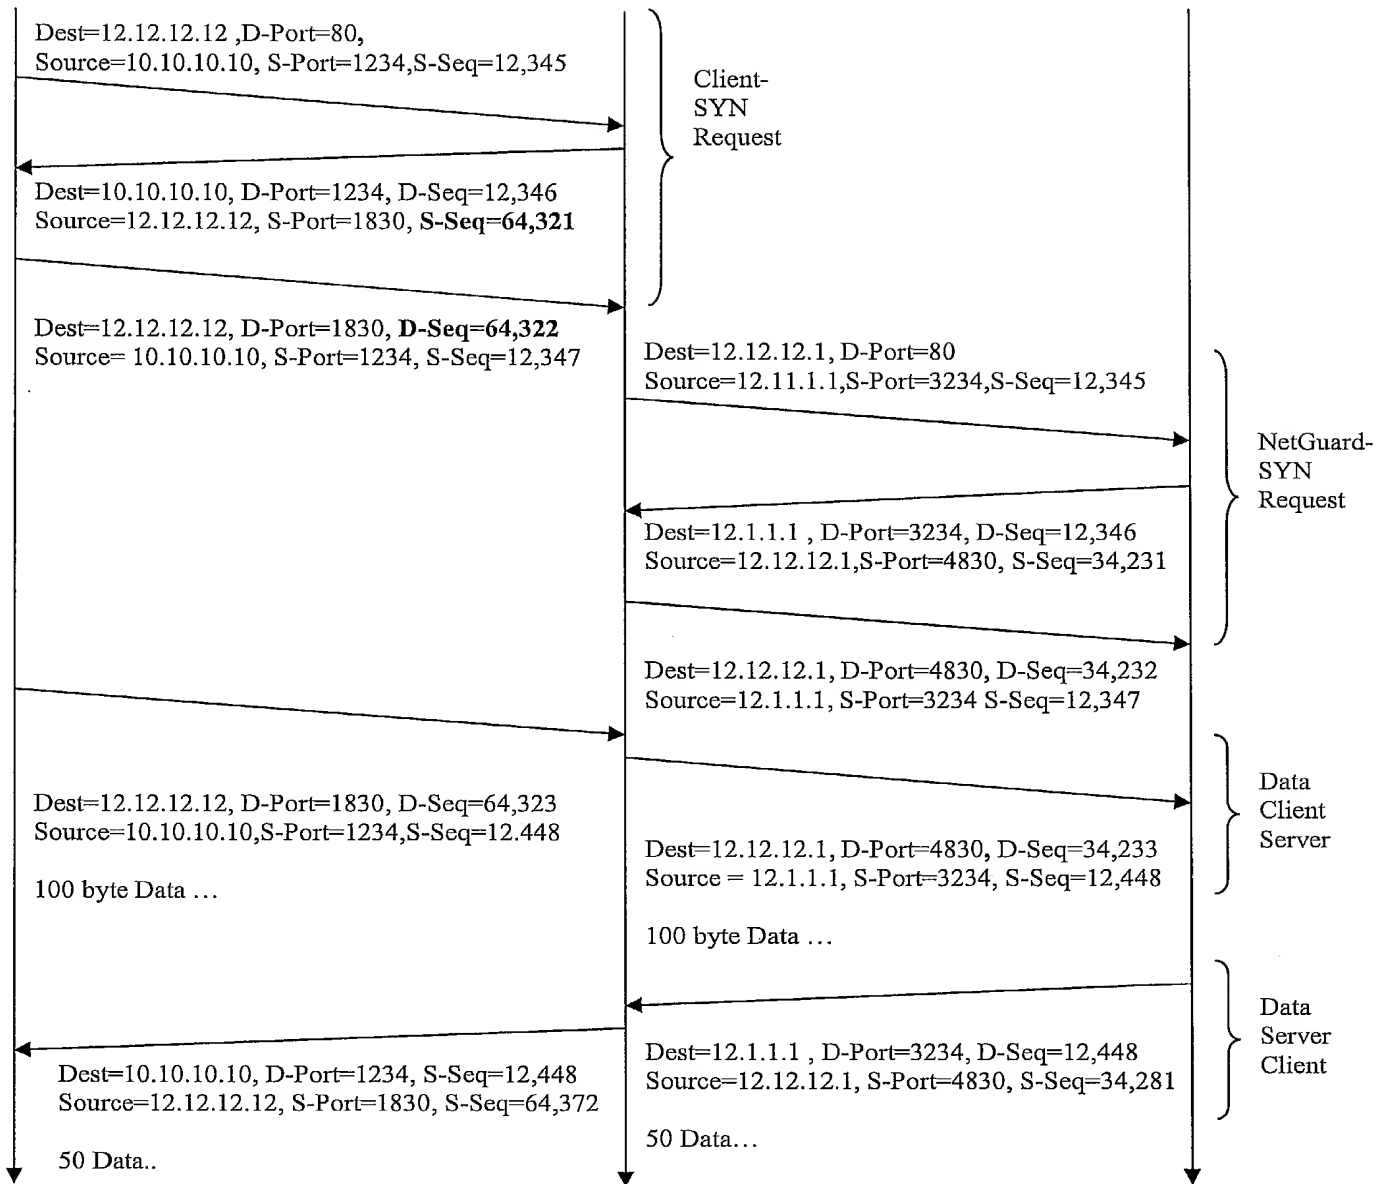 Dest=12.12.12.12 ,D-Port=80,
Source=10.10.10.10, S-Port=1234,S-Seq=12,345
Client-
SYN
Request
Dest=10.10.10.10, D-Port=1234, D-Seq=12,346
Source=12.12.12.12, S-Port=1830, S-Seq=64,321
Dest=12.12.12.12, D-Port=1830, D-Seq=64,322
Source= 10.10.10.10, S-Port=1234, S-Seq=12,347
Dest=12.12.12.1, D-Port=80
Source=12.11.1.1,S-Port=3234,S-Seq=12,345
NetGuard-
SYN
Request
Dest=12.1.1.1 , D-Port=3234, D-Seq=12,346
Source=12.12.12.1,S-Port=4830, S-Seq=34,231
Dest=12.12.12.1, D-Port=4830, D-Seq=34,232
Source=12.1.1.1, S-Port=3234 S-Seq=12,347
Dest=12.12.12.12, D-Port=1830, D-Seq=64,323
Source=10.10.10.10,S-Port=1234,S-Seq=12.448
100 byte Data ...
Data
Client
Server
Dest=12.12.12.1, D-Port=4830, D-Seq=34,233
Source = 12.1.1.1, S-Port=3234, S-Seq=12,448
100 byte Data ...
Data
Server
Client
Dest=12.1.1.1 , D-Port=3234, D-Seq=12,448
Source=12.12.12.1, S-Port=4830, S-Seq=34,281
50 Data...
Dest=10.10.10.10, D-Port=1234, S-Seq=12,448
Source=12.12.12.12, S-Port=1830, S-Seq=64,372
50 Data..